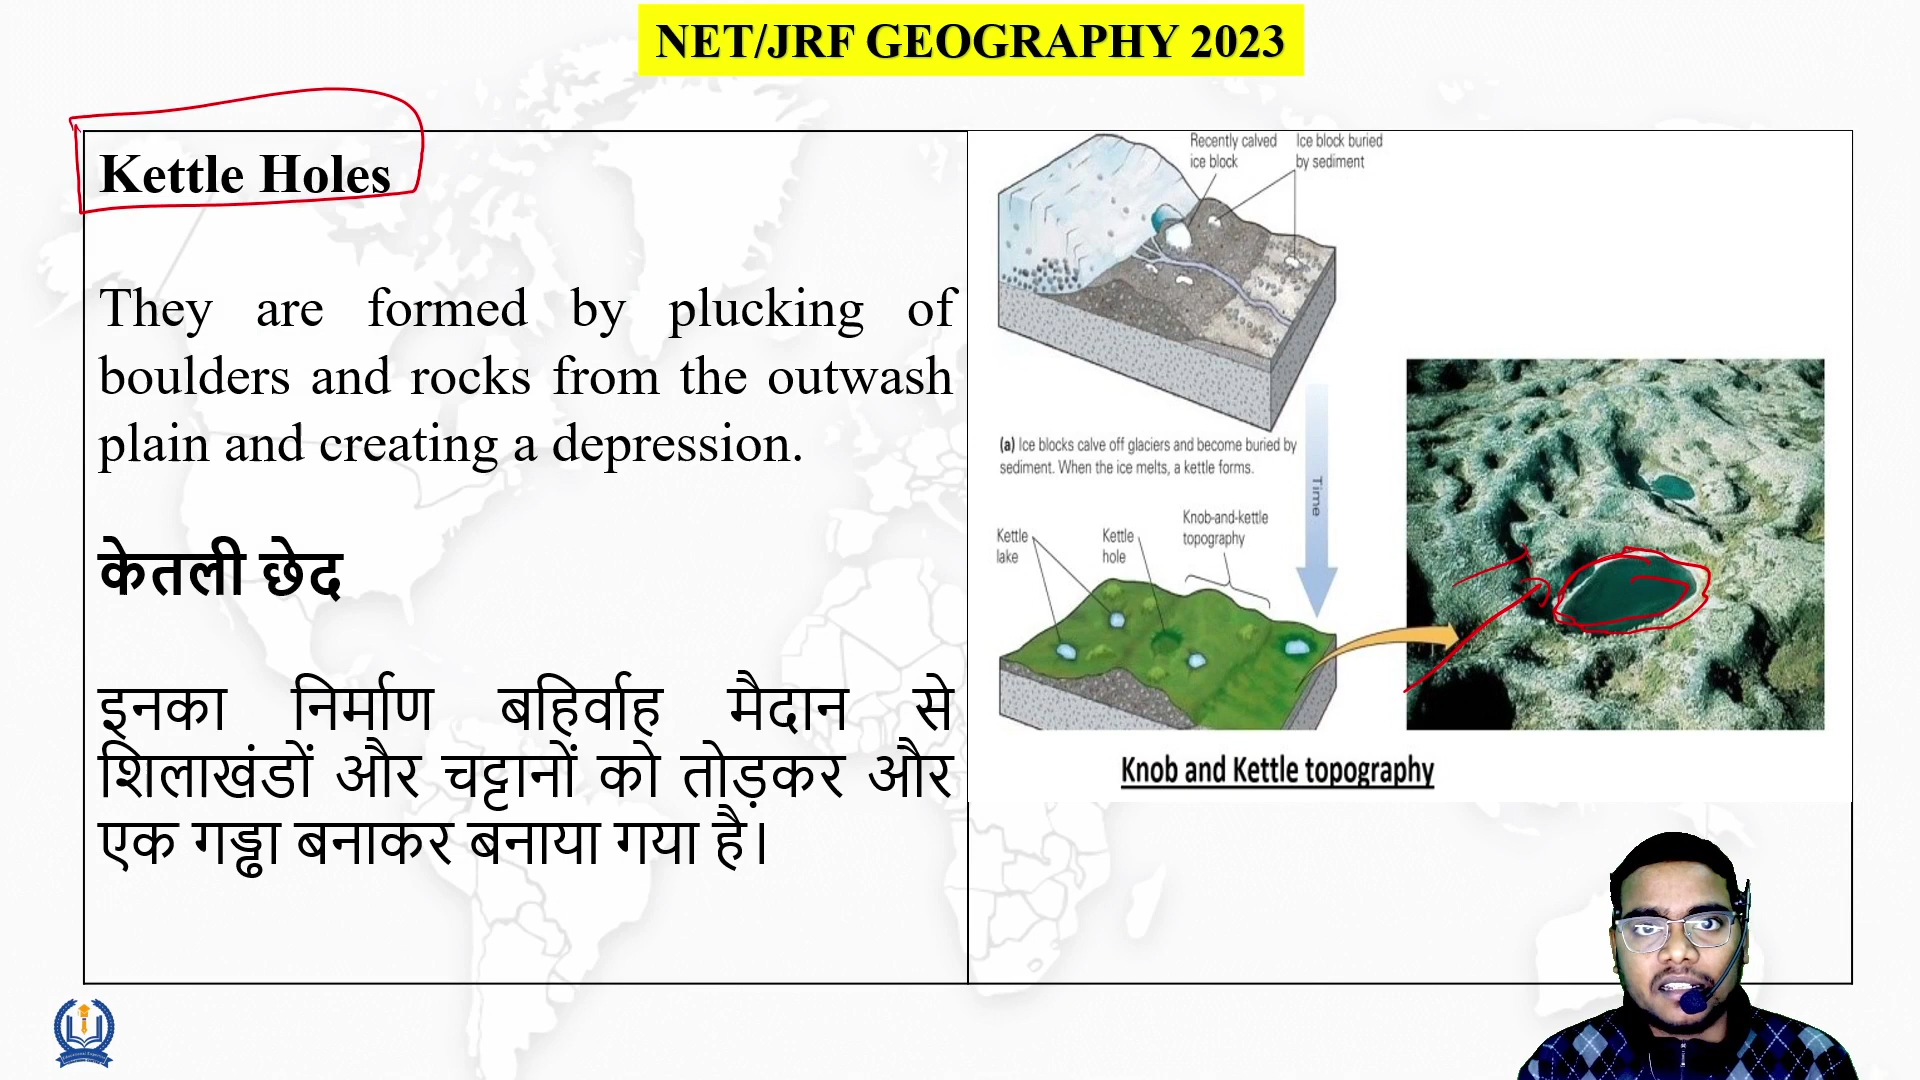 NET/JRF GEOGRAPHY 2023
Kettle Holes
They are formed by plucking of
boulders and rocks from the outwash
plain and creating a depression.
केतली छेद
इनका निर्माण बहिर्वाह मैदान से
शिलाखंडों और चट्टानों को तोड़कर और
एक गड्ढा बनाकर बनाया गया है।
Recently calved
ice block
Ice block buried
by sediment
(a) Ice blocks calve off glaciers and become buried by
sediment. When the ice melts, a kettle forms.
Time
Kettle
lake
Kettle
hole
Knob-and-kettle
topography
Knob and Kettle topography